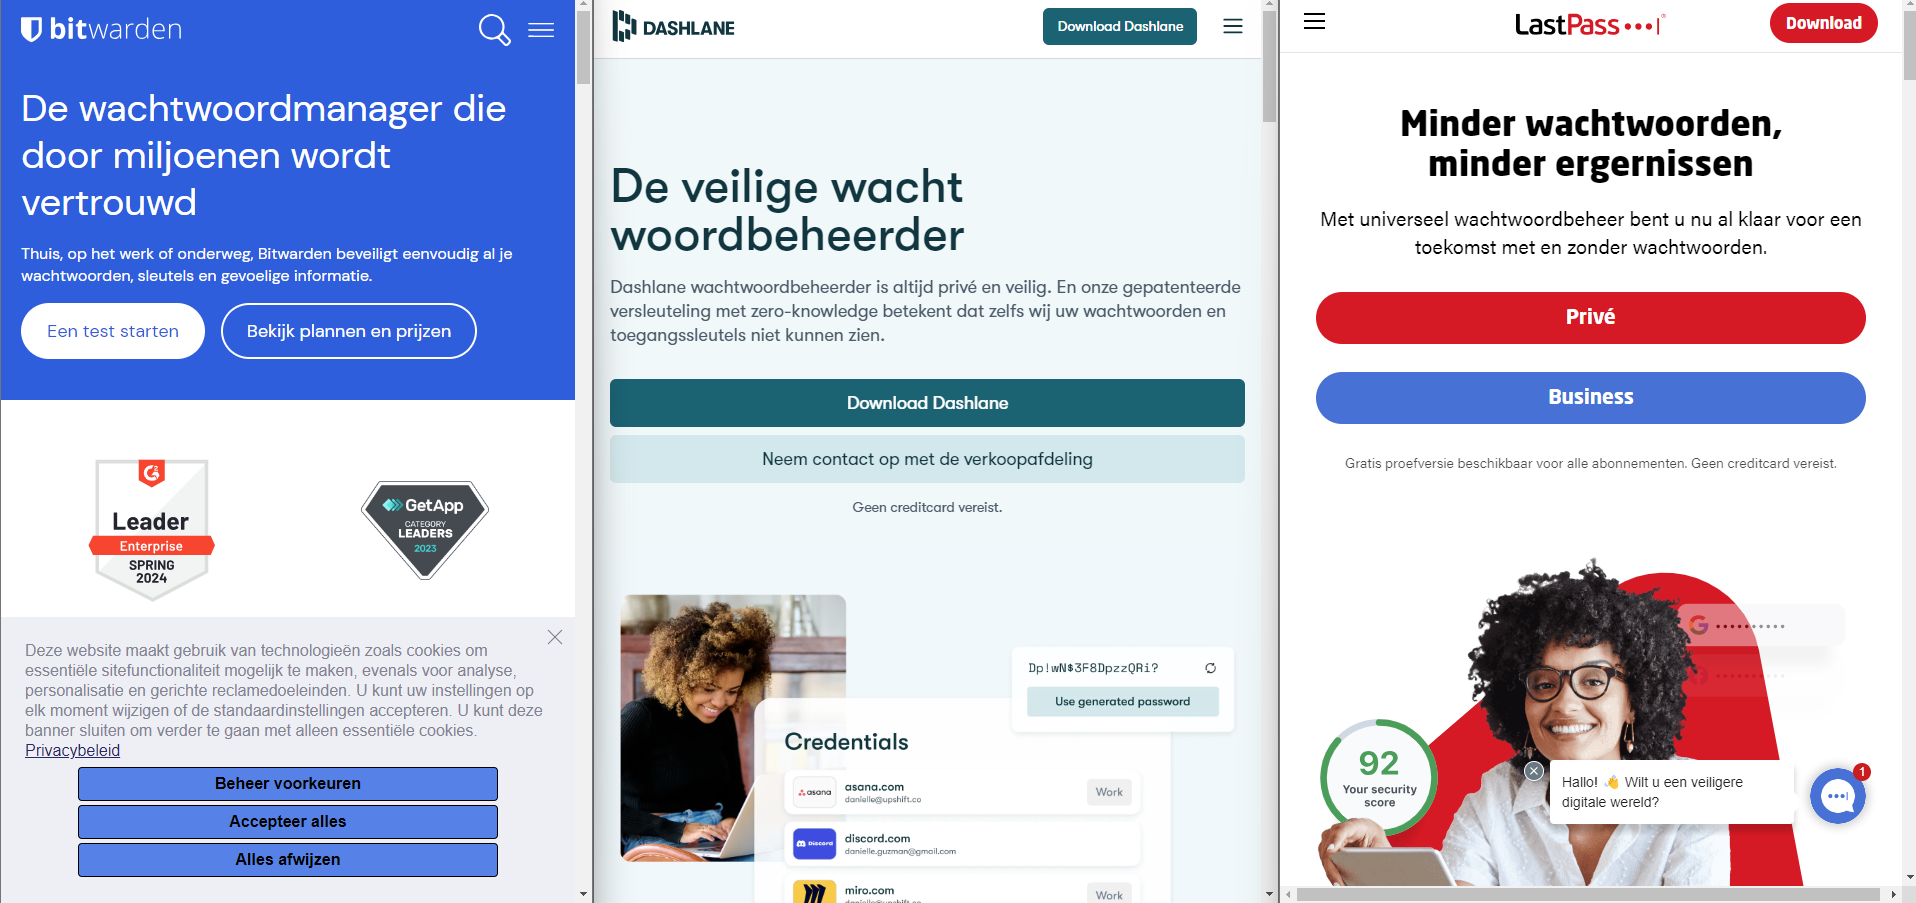 bitwarden
De wachtwoordmanager die
door miljoenen wordt
vertrouwd
Thuis, op het werk of onderweg, Bitwarden beveiligt eenvoudig al je
wachtwoorden, sleutels en gevoelige informatie.
Een test starten
Bekijk plannen en prijzen
G2
Leader
Enterprise
SPRING
2024
GetApp
CATEGORY
LEADERS
2023
Deze website maakt gebruik van technologieën zoals cookies om
essentiële sitefunctionaliteit mogelijk te maken, evenals voor analyse,
personalisatie en gerichte reclamedoeleinden. U kunt uw instellingen op
elk moment wijzigen of de standaardinstellingen accepteren. U kunt deze
banner sluiten om verder te gaan met alleen essentiële cookies.
Privacybeleid
Beheer voorkeuren
Accepteer alles
Alles afwijzen
DASHLANE
Download Dashlane
De veilige wacht
woordbeheerder
Dashlane wachtwoordbeheerder is altijd privé en veilig. En onze gepatenteerde
versleuteling met zero-knowledge betekent dat zelfs wij uw wachtwoorden en
toegangssleutels niet kunnen zien.
Download Dashlane
Neem contact op met de verkoopafdeling
Geen creditcard vereist.
Dp!wN$3F8DpzzQRi?
Use generated password
Credentials
asana
asana.com
danielle@upshift.co
Work
Discord
discord.com
danielle.guzman@gmail.com
miro.com
danielle@upshift.co
Work
LastPass
Download
Minder wachtwoorden,
minder ergernissen
Met universeel wachtwoordbeheer bent u nu al klaar voor een
toekomst met en zonder wachtwoorden.
Privé
Business
Gratis proefversie beschikbaar voor alle abonnementen. Geen creditcard vereist.
G
92
Your security
score
Hallo! 👋 Wilt u een veiligere
digitale wereld?
1